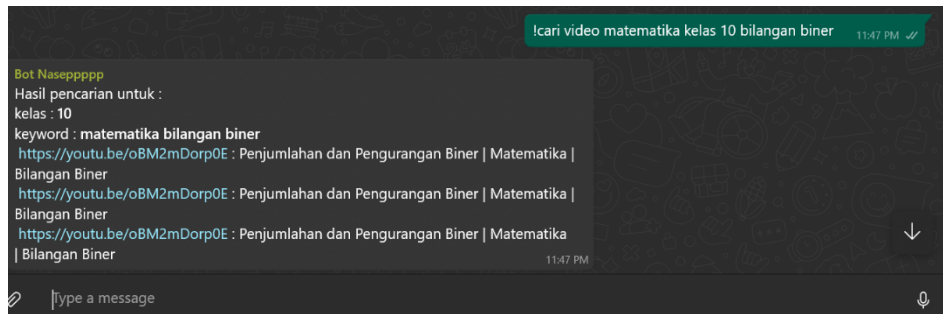 !cari video matematika kelas 10 bilangan biner
11:47 PM
Bot Naseppppp
Hasil pencarian untuk :
kelas : 10
keyword : matematika bilangan biner
https://youtu.be/oBM2mDorp0E : Penjumlahan dan Pengurangan Biner | Matematika |
Bilangan Biner
https://youtu.be/oBM2mDorp0E : Penjumlahan dan Pengurangan Biner | Matematika |
Bilangan Biner
https://youtu.be/oBM2mDorp0E : Penjumlahan dan Pengurangan Biner | Matematika
| Bilangan Biner
11:47 PM
Type a message